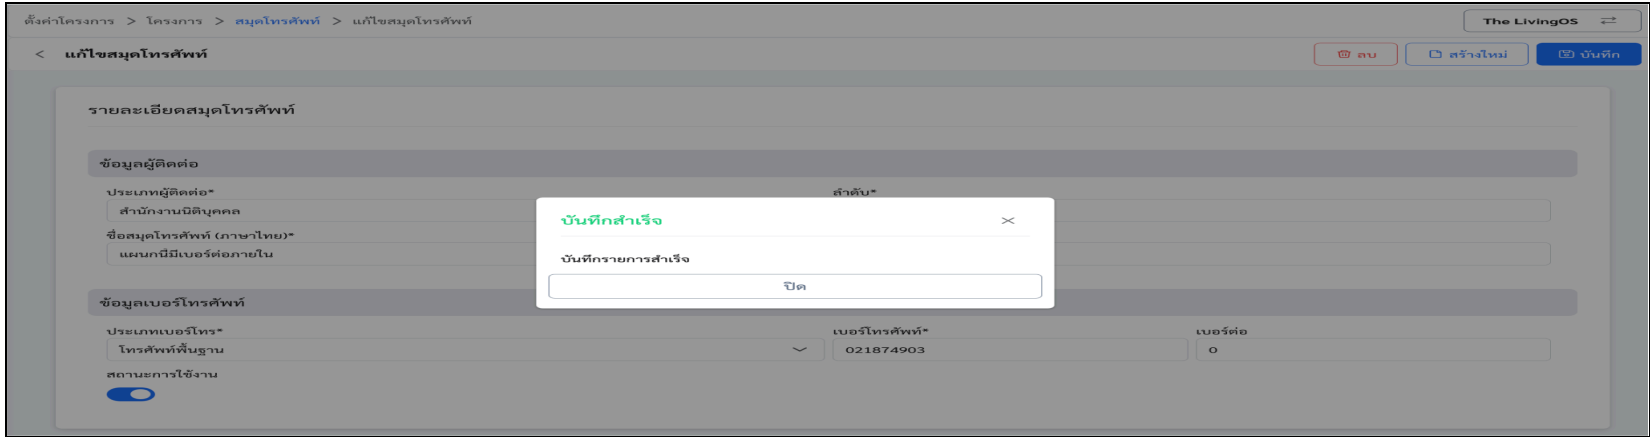 ตั้งค่าโครงการ > โครงการ > สมุดโทรศัพท์ > แก้ไขสมุดโทรศัพท์
The LivingOS
< แก้ไขสมุดโทรศัพท์
ลบ
สร้างใหม่
บันทึก
รายละเอียดสมุดโทรศัพท์
ข้อมูลผู้ติดต่อ
ประเภทผู้ติดต่อ*
ลำดับ*
สำนักงานนิติบุคคล
ชื่อสมุดโทรศัพท์ (ภาษาไทย)*
แผนกนี้มีเบอร์ต่อภายใน
บันทึกสำเร็จ
บันทึกรายการสำเร็จ
ปิด
ข้อมูลเบอร์โทรศัพท์
ประเภทเบอร์โทร*
เบอร์โทรศัพท์*
เบอร์ต่อ
โทรศัพท์พื้นฐาน
021874903
0
สถานะการใช้งาน